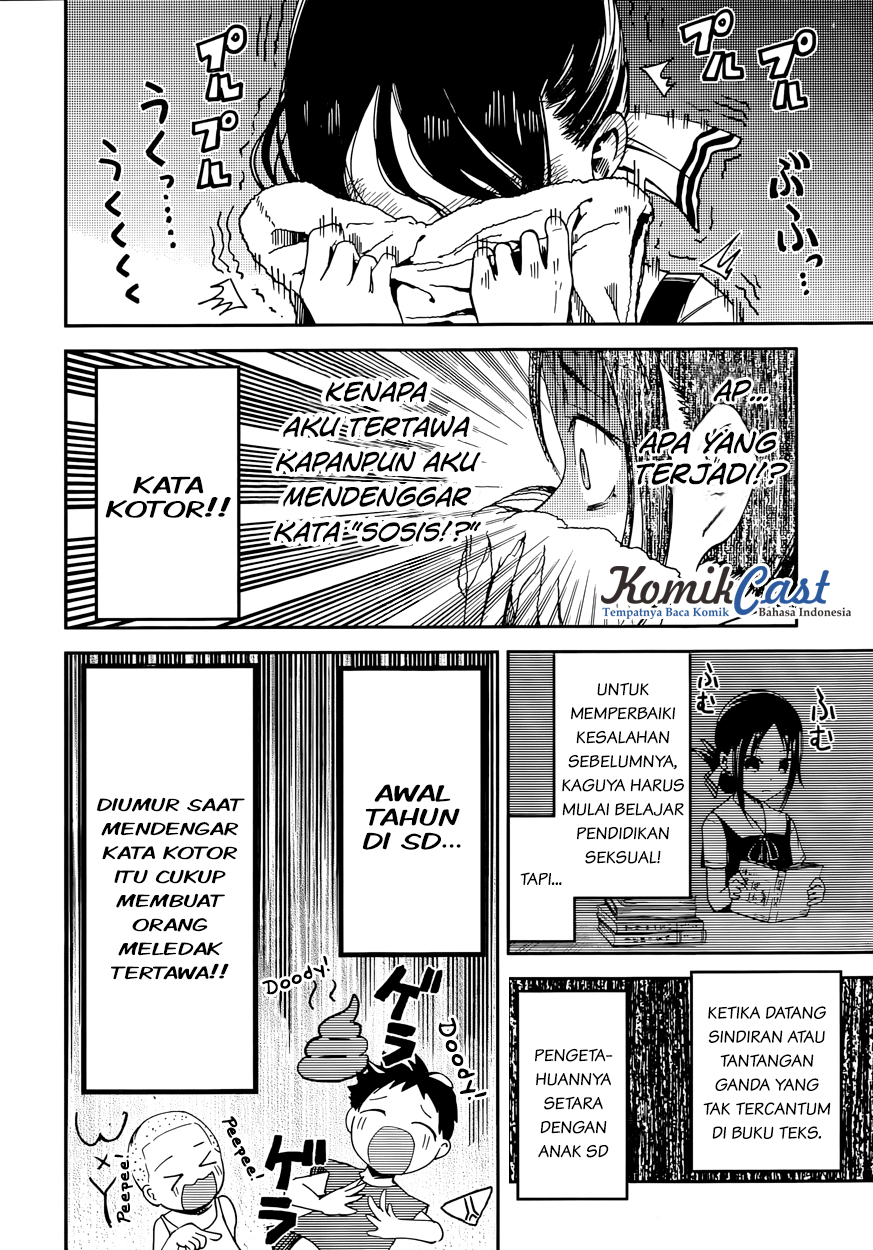 プルプル
プルプル
ぶふっ…
うくっ‥‥
うくくくく
AP...
APA YANG
TERJADI!?
KENAPA
AKU TERTAWA
KAPANPUN AKU
MENDENGGAR
KATA "SOSIS!?"
KATA
KOTOR!!
KomikCast
Tempatnya Baca Komik Bahasa Indonesia
ふむ
ふむ
UNTUK
MEMPERBAIKI
KESALAHAN
SEBELUMNYA,
KAGUYA HARUS
MULAI BELAJAR
PENDIDIKAN
SEKSUAL!
TAPI...
KETIKA DATANG
SINDIRAN ATAU
TANTANGAN
GANDA YANG
TAK TERCANTUM
DI BUKU TEKS.
PENGETA-
HUANNYA
SETARA
DENGAN
ANAK SD
AWAL
TAHUN
DI SD...
DIUMUR SAAT
MENDENGAR
KATA KOTOR
ITU CUKUP
MEMBUAT
ORANG
MELEDAK
TERTAWA!!
Doody!
Doody!
ゲラ
ゲラ
Peepee!
Peepee!